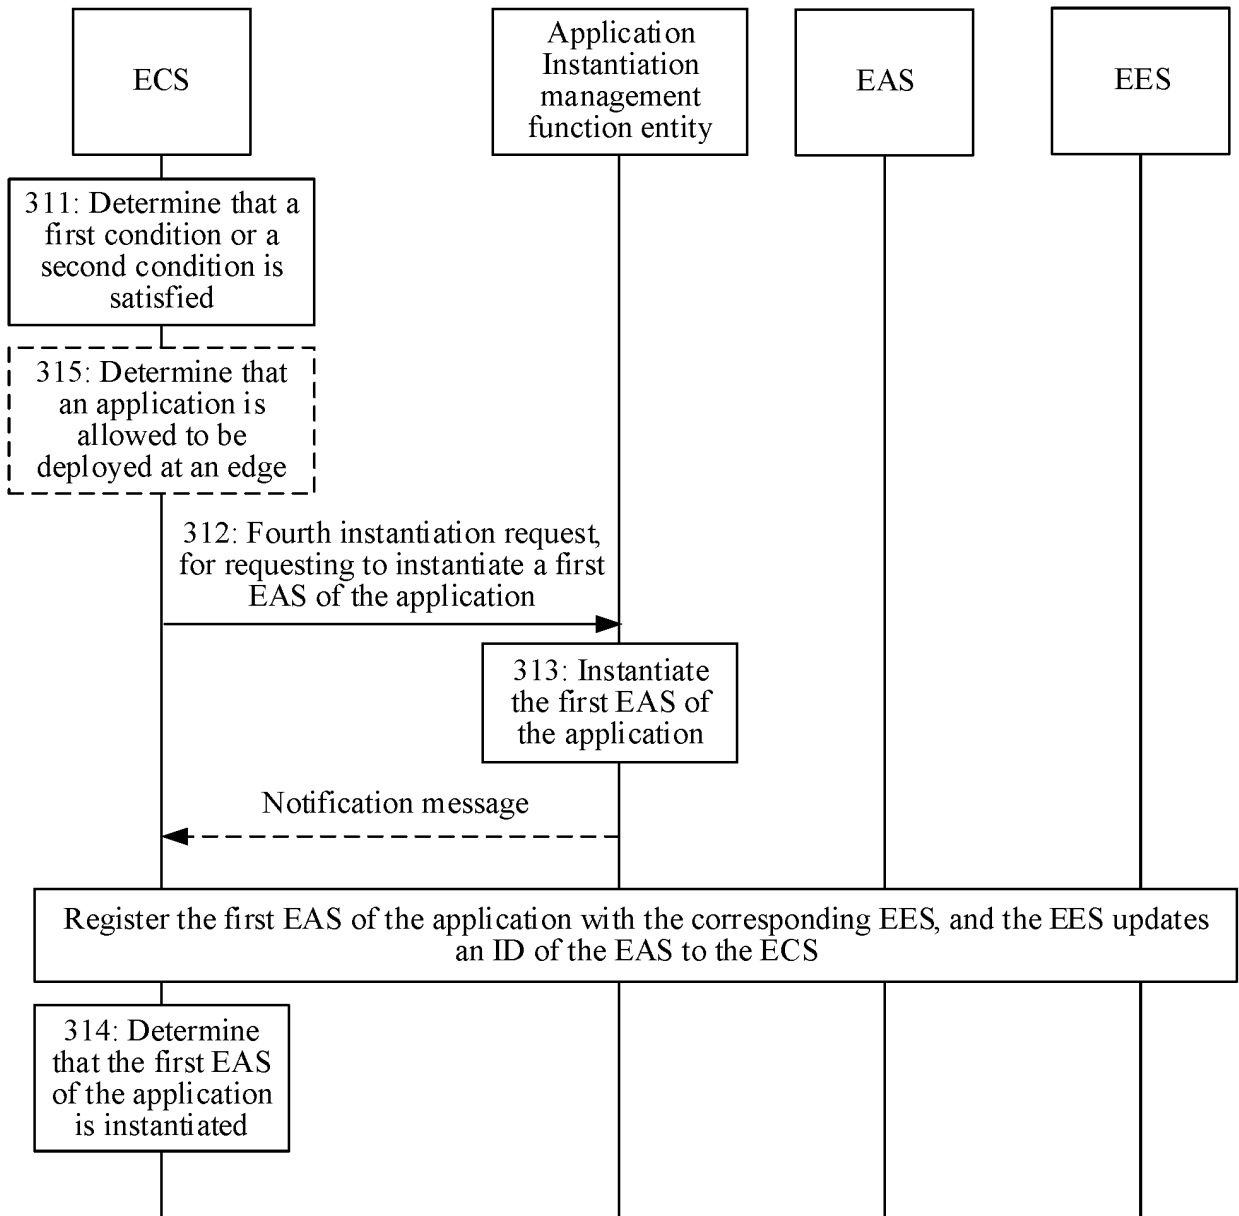 ECS
Application
Instantiation
management
function entity
EAS
EES
311: Determine that a
first condition or a
second condition is
satisfied
315: Determine that
an application is
allowed to be
deployed at an edge
312: Fourth instantiation request,
for requesting to instantiate a first
EAS of the application
313: Instantiate
the first EAS of
the application
Notification message
Register the first EAS of the application with the corresponding EES, and the EES updates
an ID of the EAS to the ECS
314: Determine
that the first EAS
of the application
is instantiated